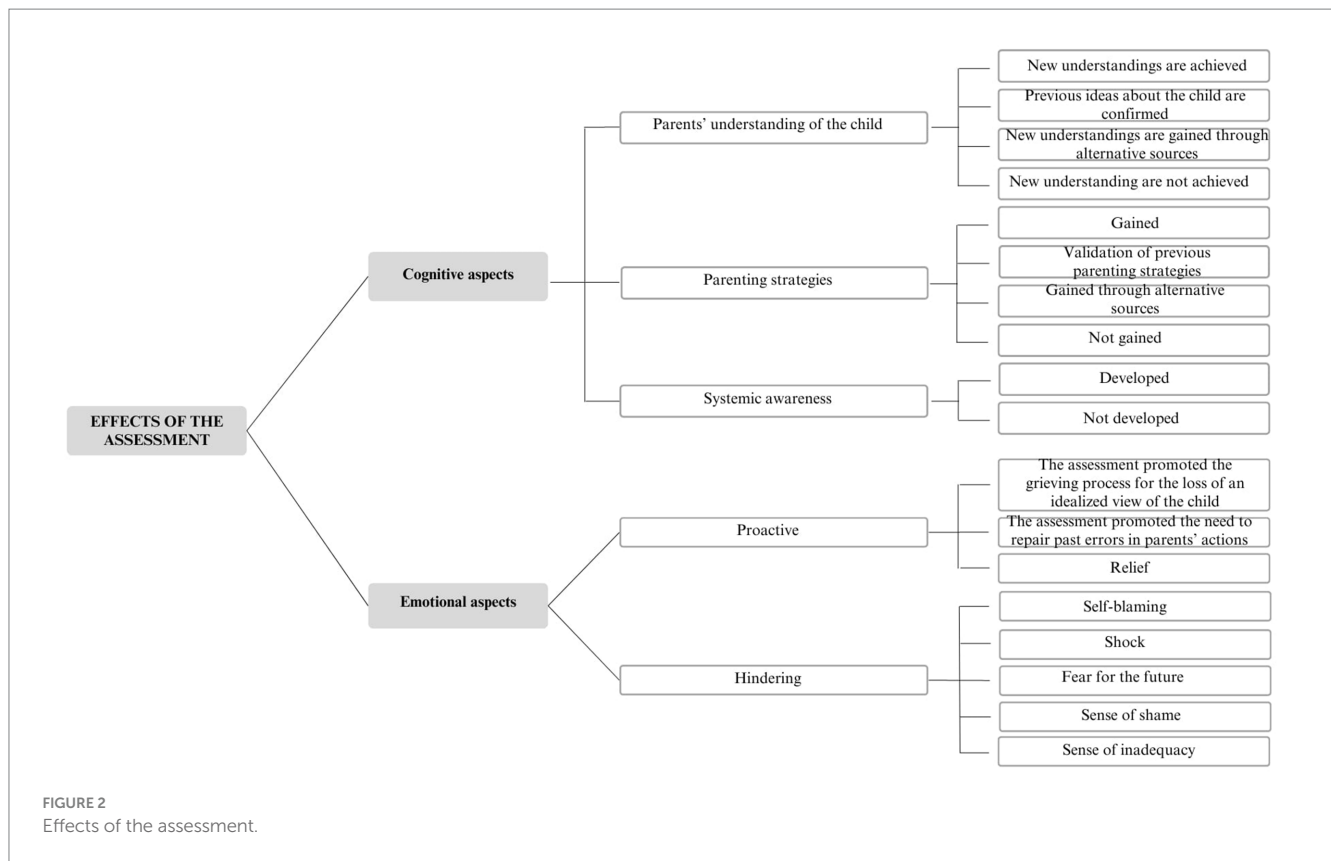 New understandings are achieved
Previous ideas about the child are
confirmed
Parents' understanding of the child
New understandings are gained through
alternative sources
New understanding are not achieved
Gained
Cognitive aspects
Validation of previous
parenting strategies
Parenting strategies
Gained through alternative
sources
Not gained
Developed
Systemic awareness
Not developed
EFFECTS OF THE
ASSESSMENT
The assessment promoted the
grieving process for the loss of an
idealized view of the child
Proactive
The assessment promoted the need to
repair past errors in parents' actions
Relief
Emotional aspects
Self-blaming
Shock
Hindering
Fear for the future
Sense of shame
Sense of inadequacy
FIGURE 2
Effects of the assessment.